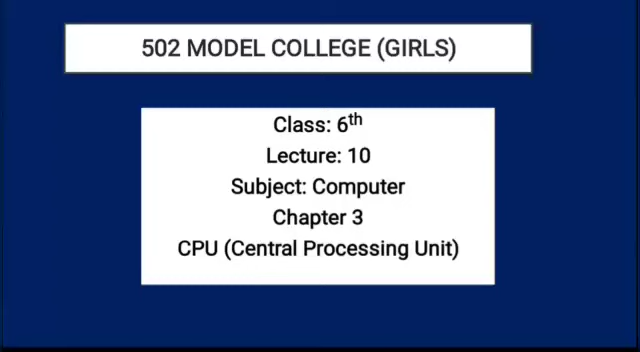 502 MODEL COLLEGE (GIRLS)
Class: 6th
Lecture: 10
Subject: Computer
Chapter 3
CPU (Central Processing Unit)